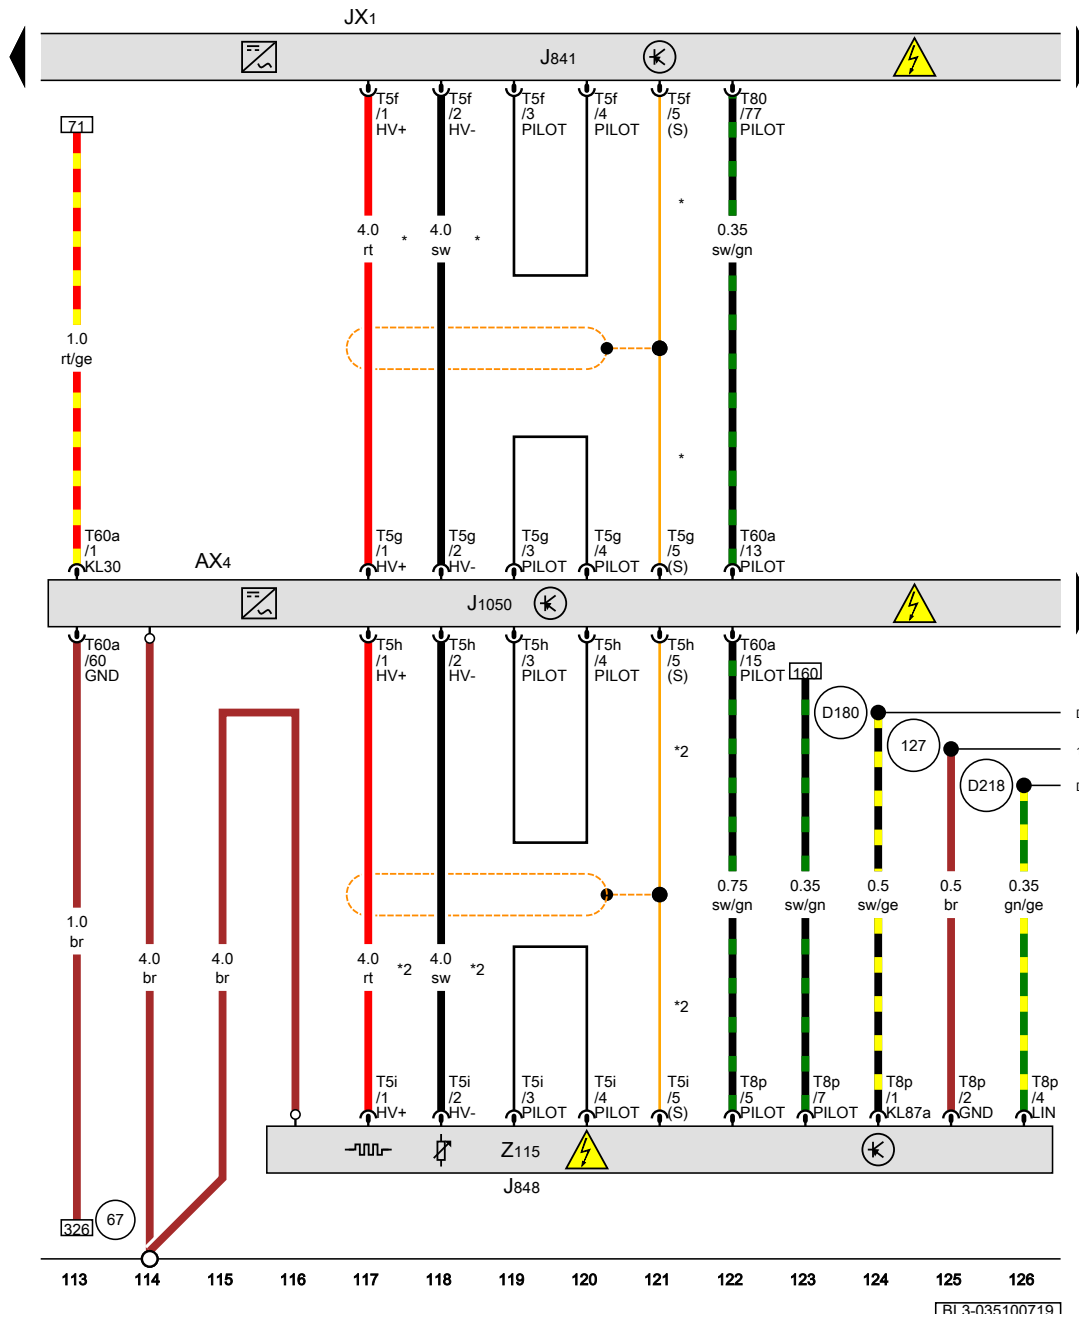 JX1
J841
T5f /1 HV+
T5f /2 HV-
T5f /3 PILOT
T5f /4 PILOT
T5f /5 (S)
T80 /77 PILOT
71
*
4.0 rt *
4.0 sw *
0.35 sw/gn
1.0 rt/ge
*
T60a /1 KL30
AX4
T5g /1 HV+
T5g /2 HV-
T5g /3 PILOT
T5g /4 PILOT
T5g /5 (S)
T60a /13 PILOT
J1050
T60a /60 GND
T5h /1 HV+
T5h /2 HV-
T5h /3 PILOT
T5h /4 PILOT
T5h /5 (S)
T60a /15 PILOT
160
D180
127
D218
*2
0.75 sw/gn
0.35 sw/gn
0.5 sw/ge
0.5 br
0.35 gn/ge
1.0 br
4.0 br
4.0 br
4.0 rt *2
4.0 sw *2
*2
T5i /1 HV+
T5i /2 HV-
T5i /3 PILOT
T5i /4 PILOT
T5i /5 (S)
T8p /5 PILOT
T8p /7 PILOT
T8p /1 KL87a
T8p /2 GND
T8p /4 LIN
Z115
J848
326
67
113 114 115 116 117 118 119 120 121 122 123 124 125 126
BL3-035100719